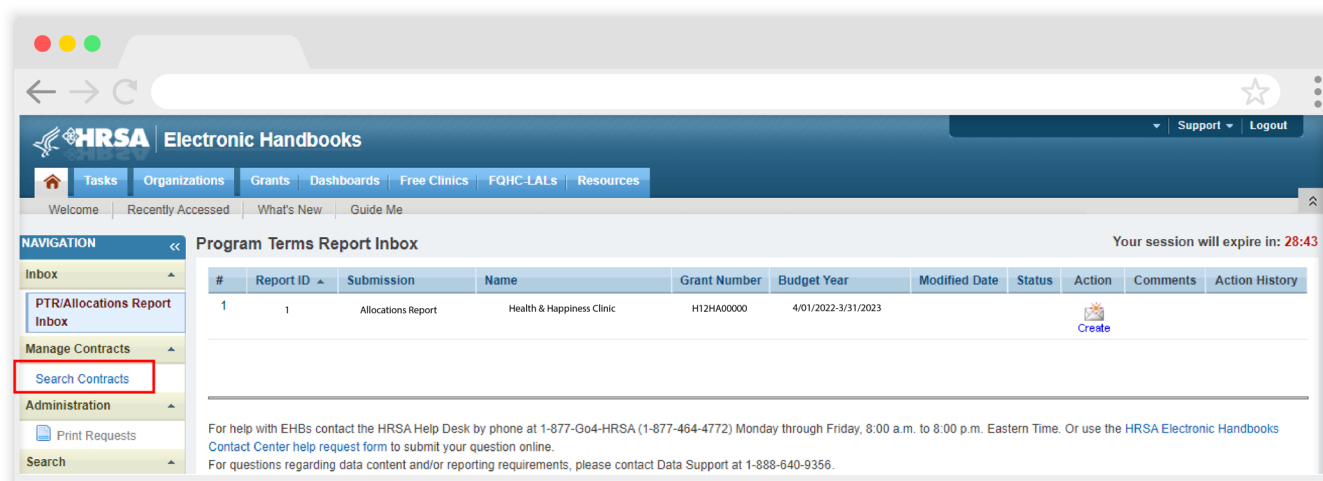 HRSA Electronic Handbooks
Support Logout
Tasks Organizations Grants Dashboards Free Clinics FQHC-LALs Resources
Welcome Recently Accessed What's New Guide Me
NAVIGATION
Program Terms Report Inbox
Your session will expire in: 28:43
Inbox
PTR/Allocations Report
Inbox
Manage Contracts
Search Contracts
Administration
Print Requests
Search
# Report ID Submission Name Grant Number Budget Year Modified Date Status Action Comments Action History
1 1 Allocations Report Health & Happiness Clinic H12HA00000 4/01/2022-3/31/2023
Create
For help with EHBs contact the HRSA Help Desk by phone at 1-877-Go4-HRSA (1-877-464-4772) Monday through Friday, 8:00 a.m. to 8:00 p.m. Eastern Time. Or use the HRSA Electronic Handbooks
Contact Center help request form to submit your question online.
For questions regarding data content and/or reporting requirements, please contact Data Support at 1-888-640-9356.